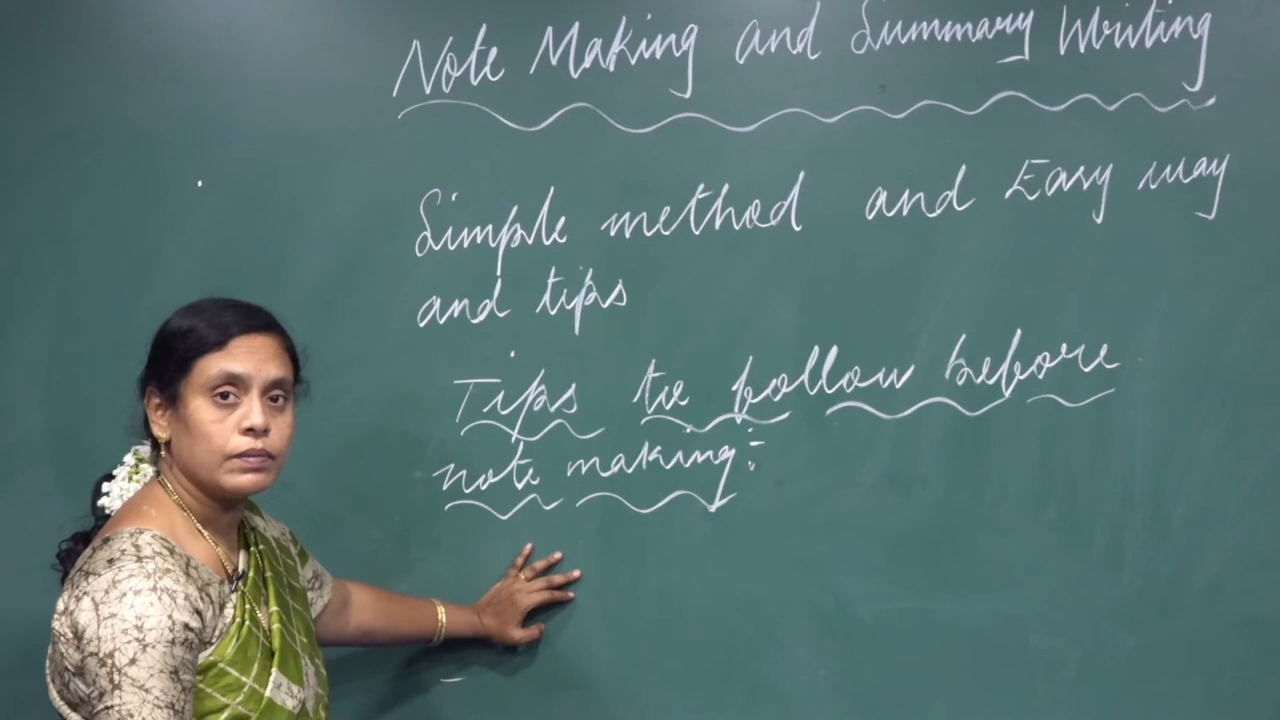 Note Making and Summary Writing
Simple method and Easy way
and tips
Tips to follow before
note making:-